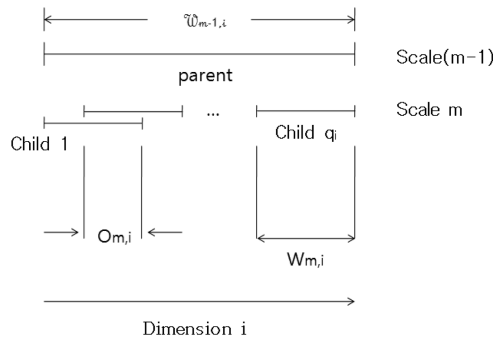 𝒲m-1,i
Scale(m-1)
parent
Scale m
...
Child 1
Child qi
Om,i
Wm,i
Dimension i